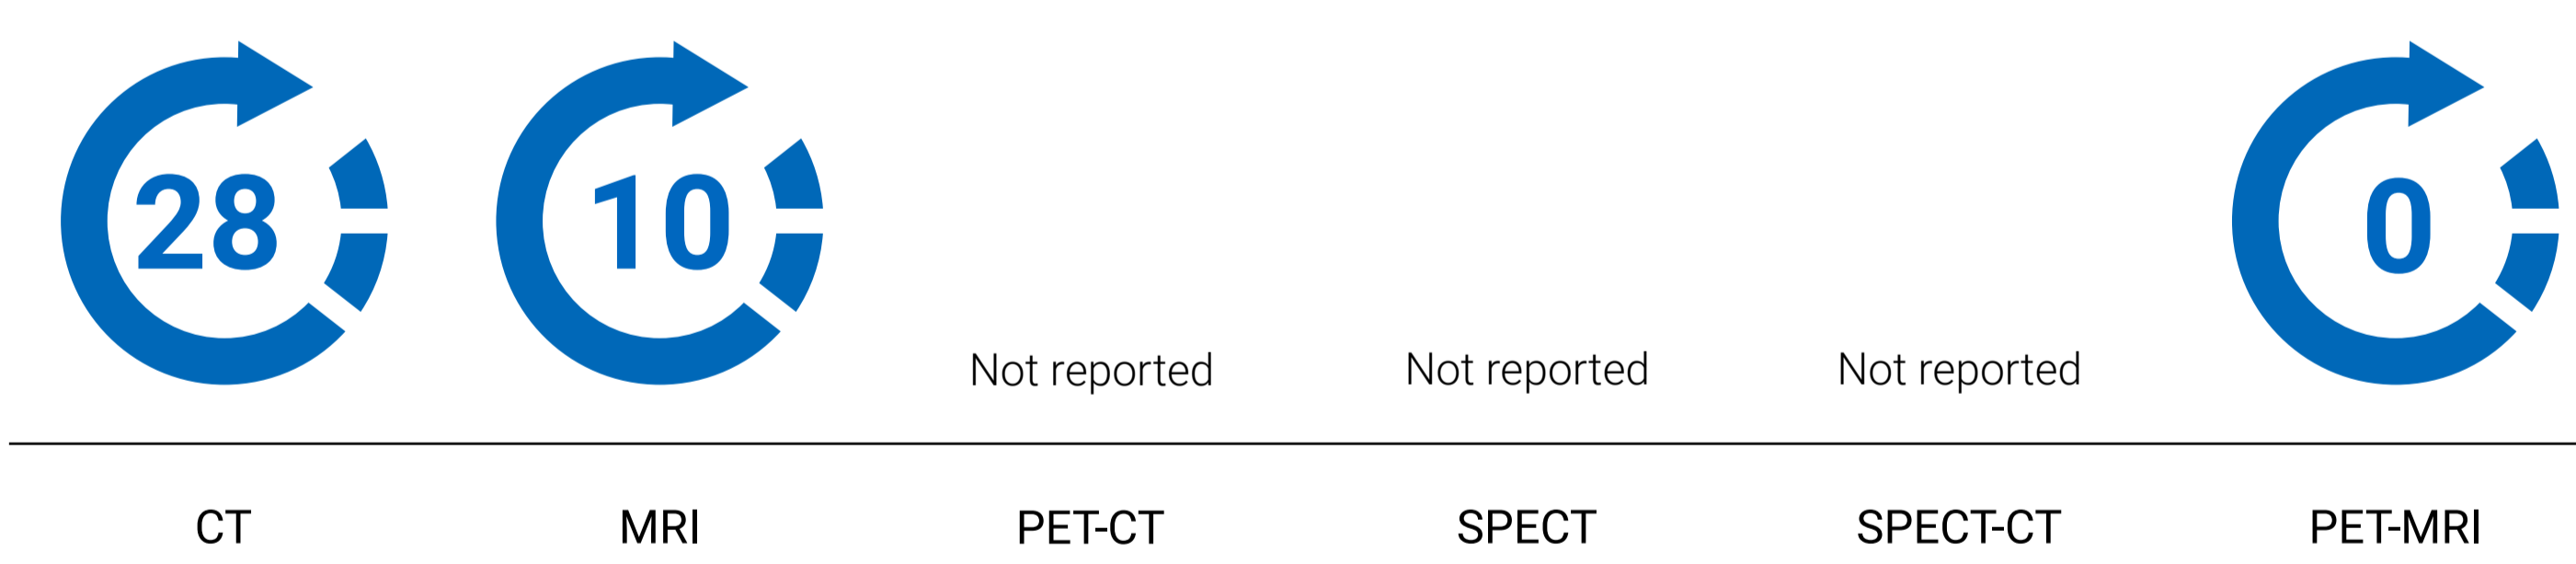 28
10
0
Not reported
Not reported
Not reported
CT
MRI
PET-CT
SPECT
SPECT-CT
PET-MRI